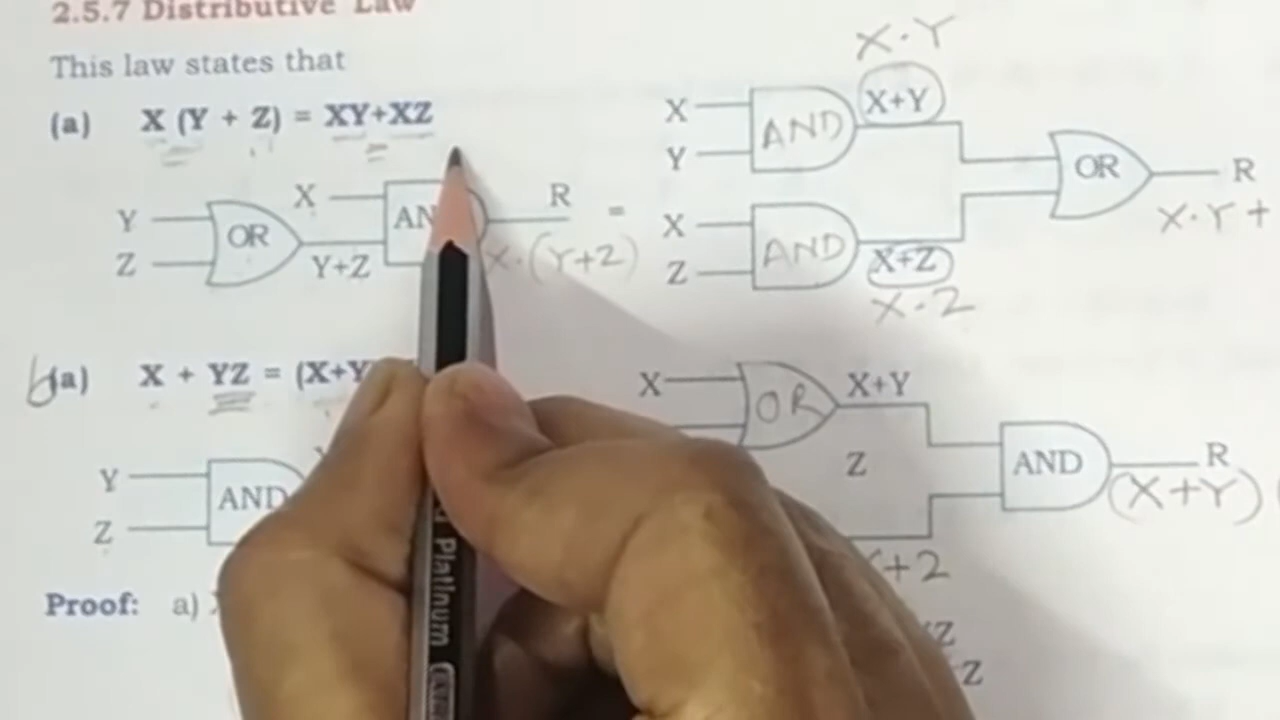 2.5.7 Distributive Law
This law states that
(a) X (Y + Z) = XY+XZ
X·Y
X
Y
AND
X+Y
OR
R
X·Y +
X
Z
AND
X+Z
X·Z
Y
Z
OR
X
Y+Z
AN
R
=
X·(Y+Z)
b (a) X + YZ = (X+Y
X
OR
X+Y
Z
AND
R
(X+Y)
X+Z
Y
Z
AND
Platinum
Proof: a)
Z
Z